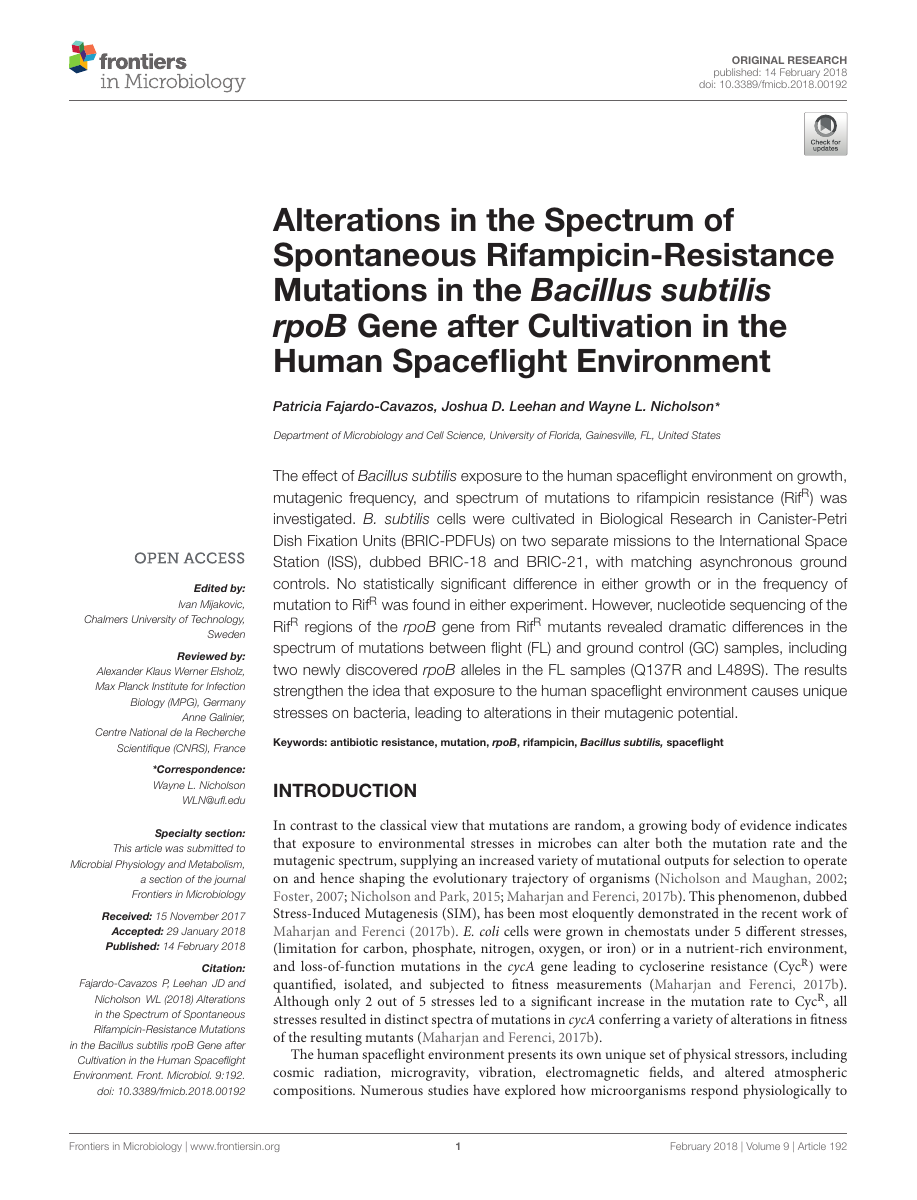 frontiers
in Microbiology
ORIGINAL RESEARCH
published: 14 February 2018
doi: 10.3389/fmicb.2018.00192
Check for
updates
Alterations in the Spectrum of
Spontaneous Rifampicin-Resistance
Mutations in the Bacillus subtilis
rpoB Gene after Cultivation in the
Human Spaceflight Environment
Patricia Fajardo-Cavazos, Joshua D. Leehan and Wayne L. Nicholson*
Department of Microbiology and Cell Science, University of Florida, Gainesville, FL, United States
The effect of Bacillus subtilis exposure to the human spaceflight environment on growth,
mutagenic frequency, and spectrum of mutations to rifampicin resistance (RifR) was
investigated. B. subtilis cells were cultivated in Biological Research in Canister-Petri
Dish Fixation Units (BRIC-PDFUs) on two separate missions to the International Space
Station (ISS), dubbed BRIC-18 and BRIC-21, with matching asynchronous ground
controls. No statistically significant difference in either growth or in the frequency of
mutation to RifR was found in either experiment. However, nucleotide sequencing of the
RifR regions of the rpoB gene from RifR mutants revealed dramatic differences in the
spectrum of mutations between flight (FL) and ground control (GC) samples, including
two newly discovered rpoB alleles in the FL samples (Q137R and L489S). The results
strengthen the idea that exposure to the human spaceflight environment causes unique
stresses on bacteria, leading to alterations in their mutagenic potential.
Keywords: antibiotic resistance, mutation, rpoB, rifampicin, Bacillus subtilis, spaceflight
OPEN ACCESS
Edited by:
Ivan Mijakovic,
Chalmers University of Technology,
Sweden
Reviewed by:
Alexander Klaus Werner Elsholz,
Max Planck Institute for Infection
Biology (MPG), Germany
Anne Galinier,
Centre National de la Recherche
Scientifique (CNRS), France
*Correspondence:
Wayne L. Nicholson
WLN@ufl.edu
Specialty section:
This article was submitted to
Microbial Physiology and Metabolism,
a section of the journal
Frontiers in Microbiology
Received: 15 November 2017
Accepted: 29 January 2018
Published: 14 February 2018
Citation:
Fajardo-Cavazos P, Leehan JD and
Nicholson WL (2018) Alterations
in the Spectrum of Spontaneous
Rifampicin-Resistance Mutations
in the Bacillus subtilis rpoB Gene after
Cultivation in the Human Spaceflight
Environment. Front. Microbiol. 9:192.
doi: 10.3389/fmicb.2018.00192
INTRODUCTION
In contrast to the classical view that mutations are random, a growing body of evidence indicates
that exposure to environmental stresses in microbes can alter both the mutation rate and the
mutagenic spectrum, supplying an increased variety of mutational outputs for selection to operate
on and hence shaping the evolutionary trajectory of organisms (Nicholson and Maughan, 2002;
Foster, 2007; Nicholson and Park, 2015; Maharjan and Ferenci, 2017b). This phenomenon, dubbed
Stress-Induced Mutagenesis (SIM), has been most eloquently demonstrated in the recent work of
Maharjan and Ferenci (2017b). E. coli cells were grown in chemostats under 5 different stresses,
(limitation for carbon, phosphate, nitrogen, oxygen, or iron) or in a nutrient-rich environment,
and loss-of-function mutations in the cycA gene leading to cycloserine resistance (CycR) were
quantified, isolated, and subjected to fitness measurements (Maharjan and Ferenci, 2017b).
Although only 2 out of 5 stresses led to a significant increase in the mutation rate to CycR, all
stresses resulted in distinct spectra of mutations in cycA conferring a variety of alterations in fitness
of the resulting mutants (Maharjan and Ferenci, 2017b).
The human spaceflight environment presents its own unique set of physical stressors, including
cosmic radiation, microgravity, vibration, electromagnetic fields, and altered atmospheric
compositions. Numerous studies have explored how microorganisms respond physiologically to
Frontiers in Microbiology | www.frontiersin.org
1
February 2018 | Volume 9 | Article 192